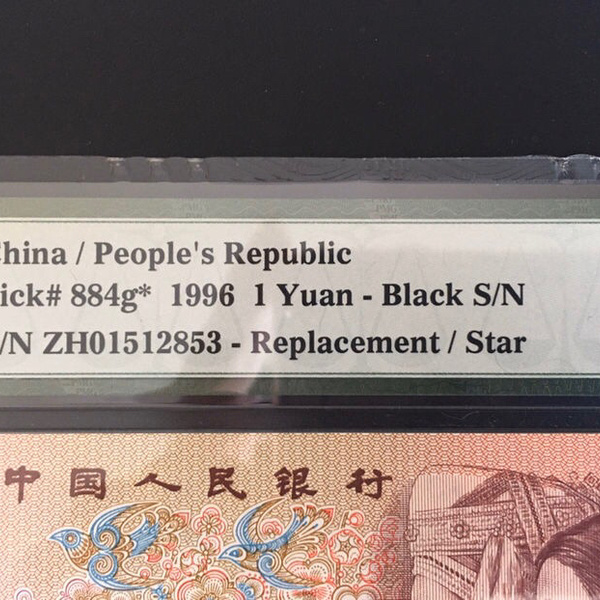 China / People's Republic
ick# 884g* 1996 1 Yuan - Black S/N
/N ZH01512853 - Replacement / Star
中国人民银行